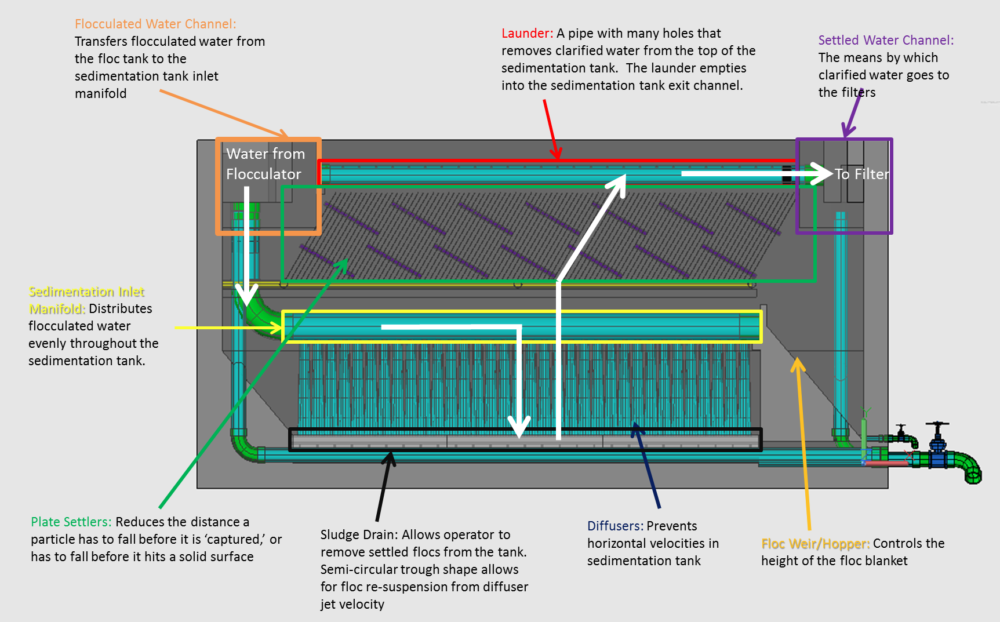 Flocculated Water Channel:
Transfers flocculated water from
the floc tank to the
sedimentation tank inlet
manifold
Launder: A pipe with many holes that
removes clarified water from the top of the
sedimentation tank.  The launder empties
into the sedimentation tank exit channel.
Settled Water Channel:
The means by which
clarified water goes to
the filters
Water from
Flocculator
To Filter
Sedimentation Inlet
Manifold: Distributes
flocculated water
evenly throughout the
sedimentation tank.
Y
X
Plate Settlers: Reduces the distance a
particle has to fall before it is ‘captured,’ or
has to fall before it hits a solid surface
Sludge Drain: Allows operator to
remove settled flocs from the tank.
Semi-circular trough shape allows
for floc re-suspension from diffuser
jet velocity
Diffusers: Prevents
horizontal velocities in
sedimentation tank
Floc Weir/Hopper: Controls the
height of the floc blanket